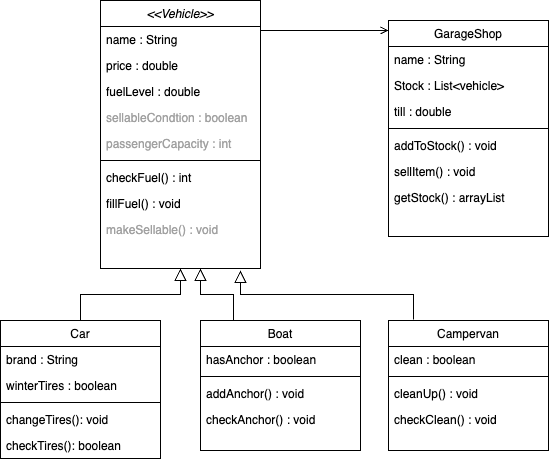 <<Vehicle>>
name : String
price : double
fuelLevel : double
sellableCondtion : boolean
passengerCapacity : int
checkFuel() : int
fillFuel() : void
makeSellable() : void
GarageShop
name : String
Stock : List<vehicle>
till : double
addToStock() : void
sellItem() : void
getStock() : arrayList
Car
brand : String
winterTires : boolean
changeTires(): void
checkTires(): boolean
Boat
hasAnchor : boolean
addAnchor() : void
checkAnchor() : void
Campervan
clean : boolean
cleanUp() : void
checkClean() : void